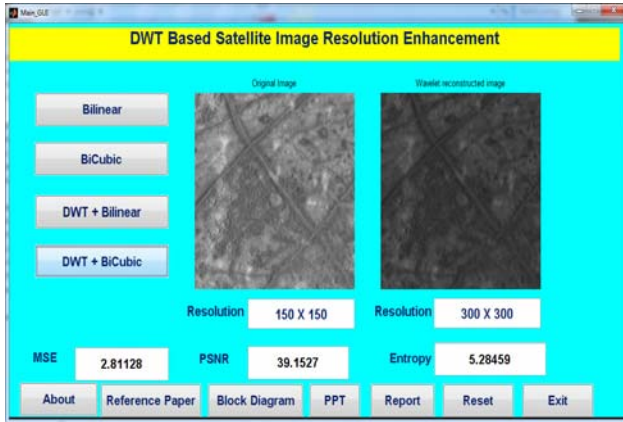 Main_GUI
DWT Based Satellite Image Resolution Enhancement
Original Image
Wavelet reconstructed image
Bilinear
BiCubic
DWT + Bilinear
DWT + BiCubic
Resolution 150 X 150 Resolution 300 X 300
MSE 2.81128 PSNR 39.1527 Entropy 5.28459
About Reference Paper Block Diagram PPT Report Reset Exit